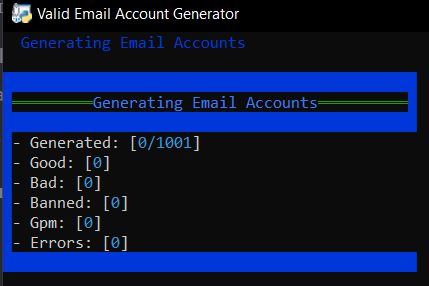 Valid Email Account Generator
Generating Email Accounts
═════════Generating Email Accounts══════════
- Generated: [0/1001]
- Good: [0]
- Bad: [0]
- Banned: [0]
- Gpm: [0]
- Errors: [0]